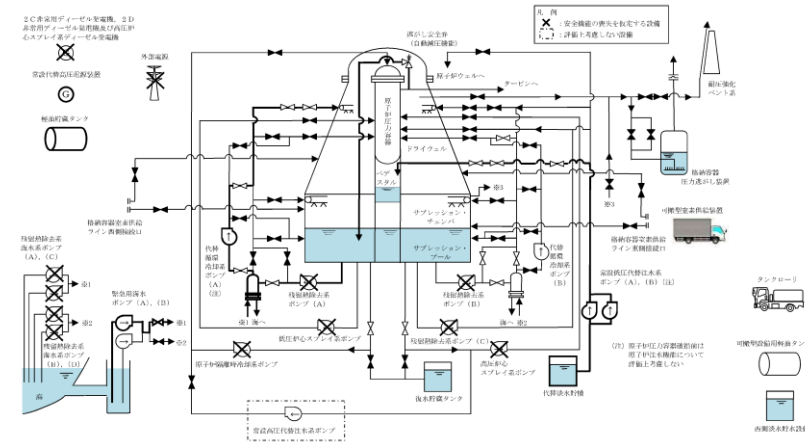 2C非常用ディーゼル発電機,2D
非常用ディーゼル発電機及び高圧炉
心スプレイ系ディーゼル発電機
外部電源
常設代替高圧電源装置
G
軽油貯蔵タンク
凡 例
:安全機能の喪失を仮定する設備
:評価上考慮しない設備
逃がし安全弁
(自動減圧機能)
原子炉ウェルへ
タービンへ
原子炉圧力容器
ドライウェル
ペデ
スタル
サプレッション・
チェンバ
サプレッション・
プール
※3
※3
耐圧強化
ベント系
格納容器
圧力逃がし装置
可搬型窒素供給装置
格納容器窒素供給
ライン西側接続口
格納容器窒素供給
ライン東側接続口
残留熱除去系
海水系ポンプ
(A),(C)
※1
※2
残留熱除去系
海水系ポンプ
(B),(D)
海
緊急用海水
ポンプ(A),(B)
※1
※2
代替
循環
冷却系
ポンプ
(A)
(注)
代替
循環
冷却系
ポンプ
(B)
残留熱除去系
ポンプ(A)
残留熱除去系
ポンプ(B)
※1 海へ
海へ ※2
低圧炉心スプレイ系ポンプ
残留熱除去系ポンプ(C)
原子炉隔離時冷却系ポンプ
高圧炉心
スプレイ系ポンプ
復水貯蔵タンク
常設高圧代替注水系ポンプ
代替淡水貯槽
常設低圧代替注水系
ポンプ(A),(B)(注)
(注) 原子炉圧力容器破損前は
原子炉注水機能について
評価上考慮しない
タンクローリ
可搬型設備用軽油タン
西側淡水貯水設